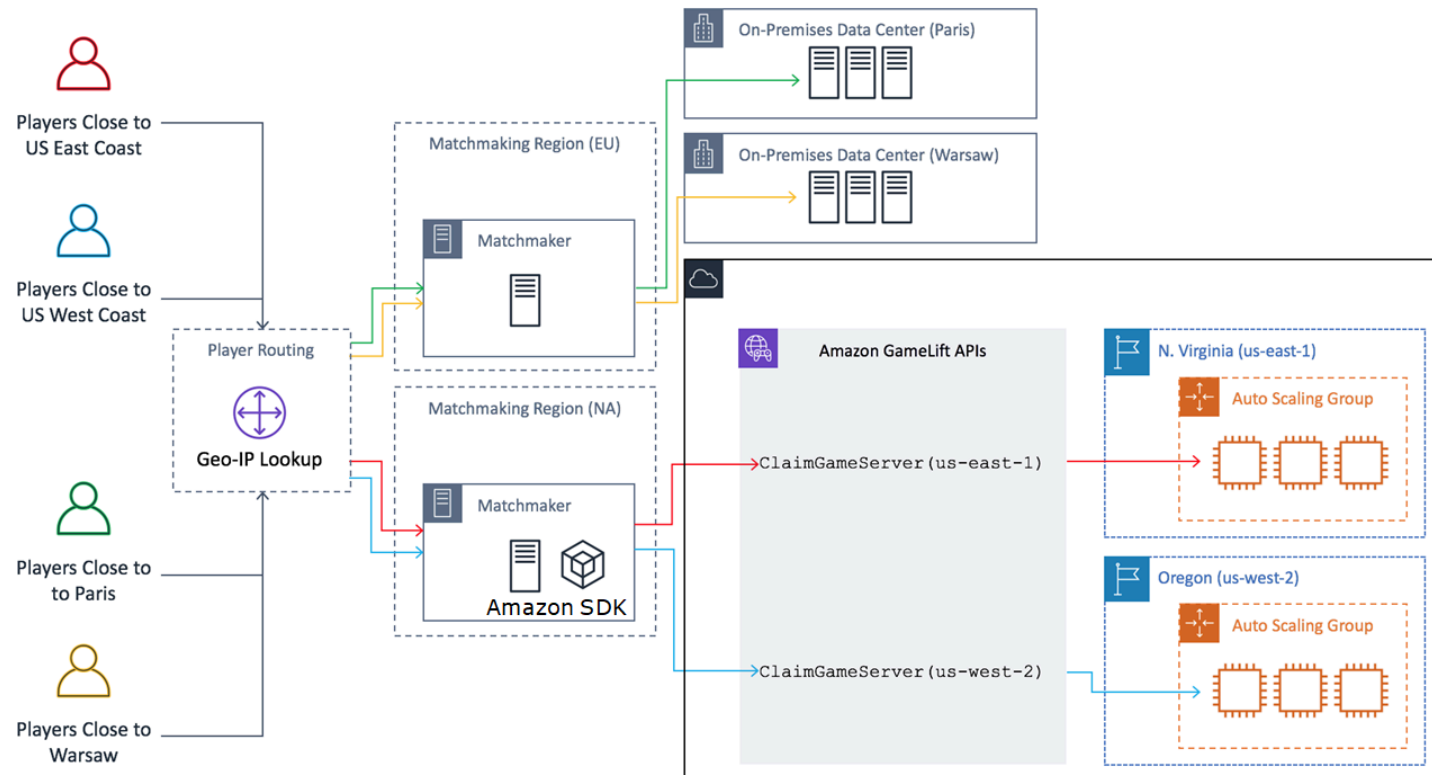 Players Close to
US East Coast
Players Close to
US West Coast
Player Routing
Geo-IP Lookup
Players Close to
to Paris
Players Close to
Warsaw
Matchmaking Region (EU)
Matchmaker
Matchmaking Region (NA)
Matchmaker
Amazon SDK
On-Premises Data Center (Paris)
On-Premises Data Center (Warsaw)
Amazon GameLift APIs
ClaimGameServer(us-east-1)
ClaimGameServer(us-west-2)
N. Virginia (us-east-1)
Auto Scaling Group
Oregon (us-west-2)
Auto Scaling Group